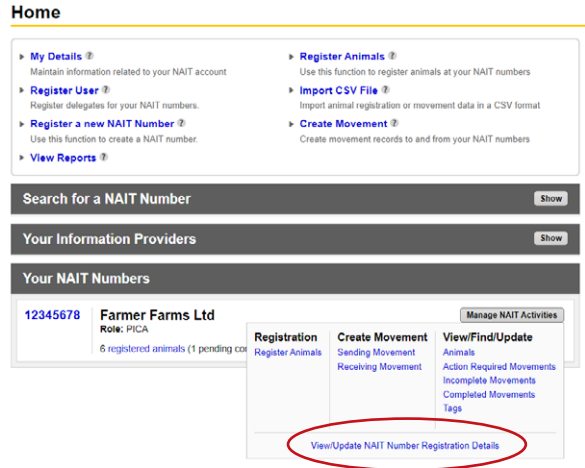 Home
My Details ?
Maintain information related to your NAIT account
Register User ?
Register delegates for your NAIT numbers.
Register a new NAIT Number ?
Use this function to create a NAIT number.
View Reports ?
Register Animals ?
Use this function to register animals at your NAIT numbers
Import CSV File ?
Import animal registration or movement data in a CSV format
Create Movement ?
Create movement records to and from your NAIT numbers
Search for a NAIT Number
Show
Your Information Providers
Show
Your NAIT Numbers
12345678
Farmer Farms Ltd
Role: PICA
6 registered animals (1 pending
Manage NAIT Activities
Registration
Register Animals
Create Movement
Sending Movement
Receiving Movement
View/Find/Update
Animals
Action Required Movements
Incomplete Movements
Completed Movements
Tags
View/Update NAIT Number Registration Details